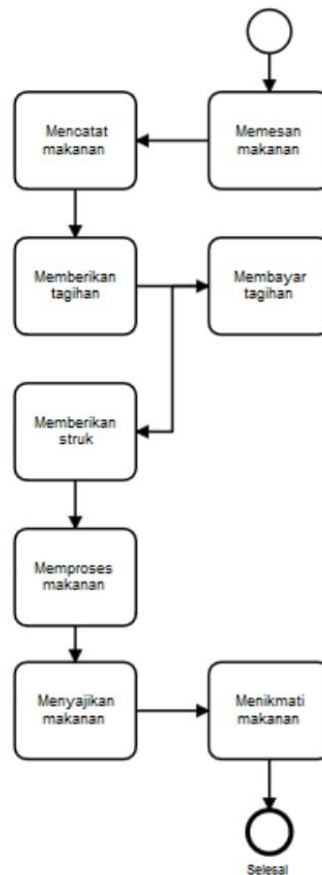 Memesan
makanan
Mencatat
makanan
Memberikan
tagihan
Membayar
tagihan
Memberikan
struk
Memproses
makanan
Menyajikan
makanan
Menikmati
makanan
Selesai